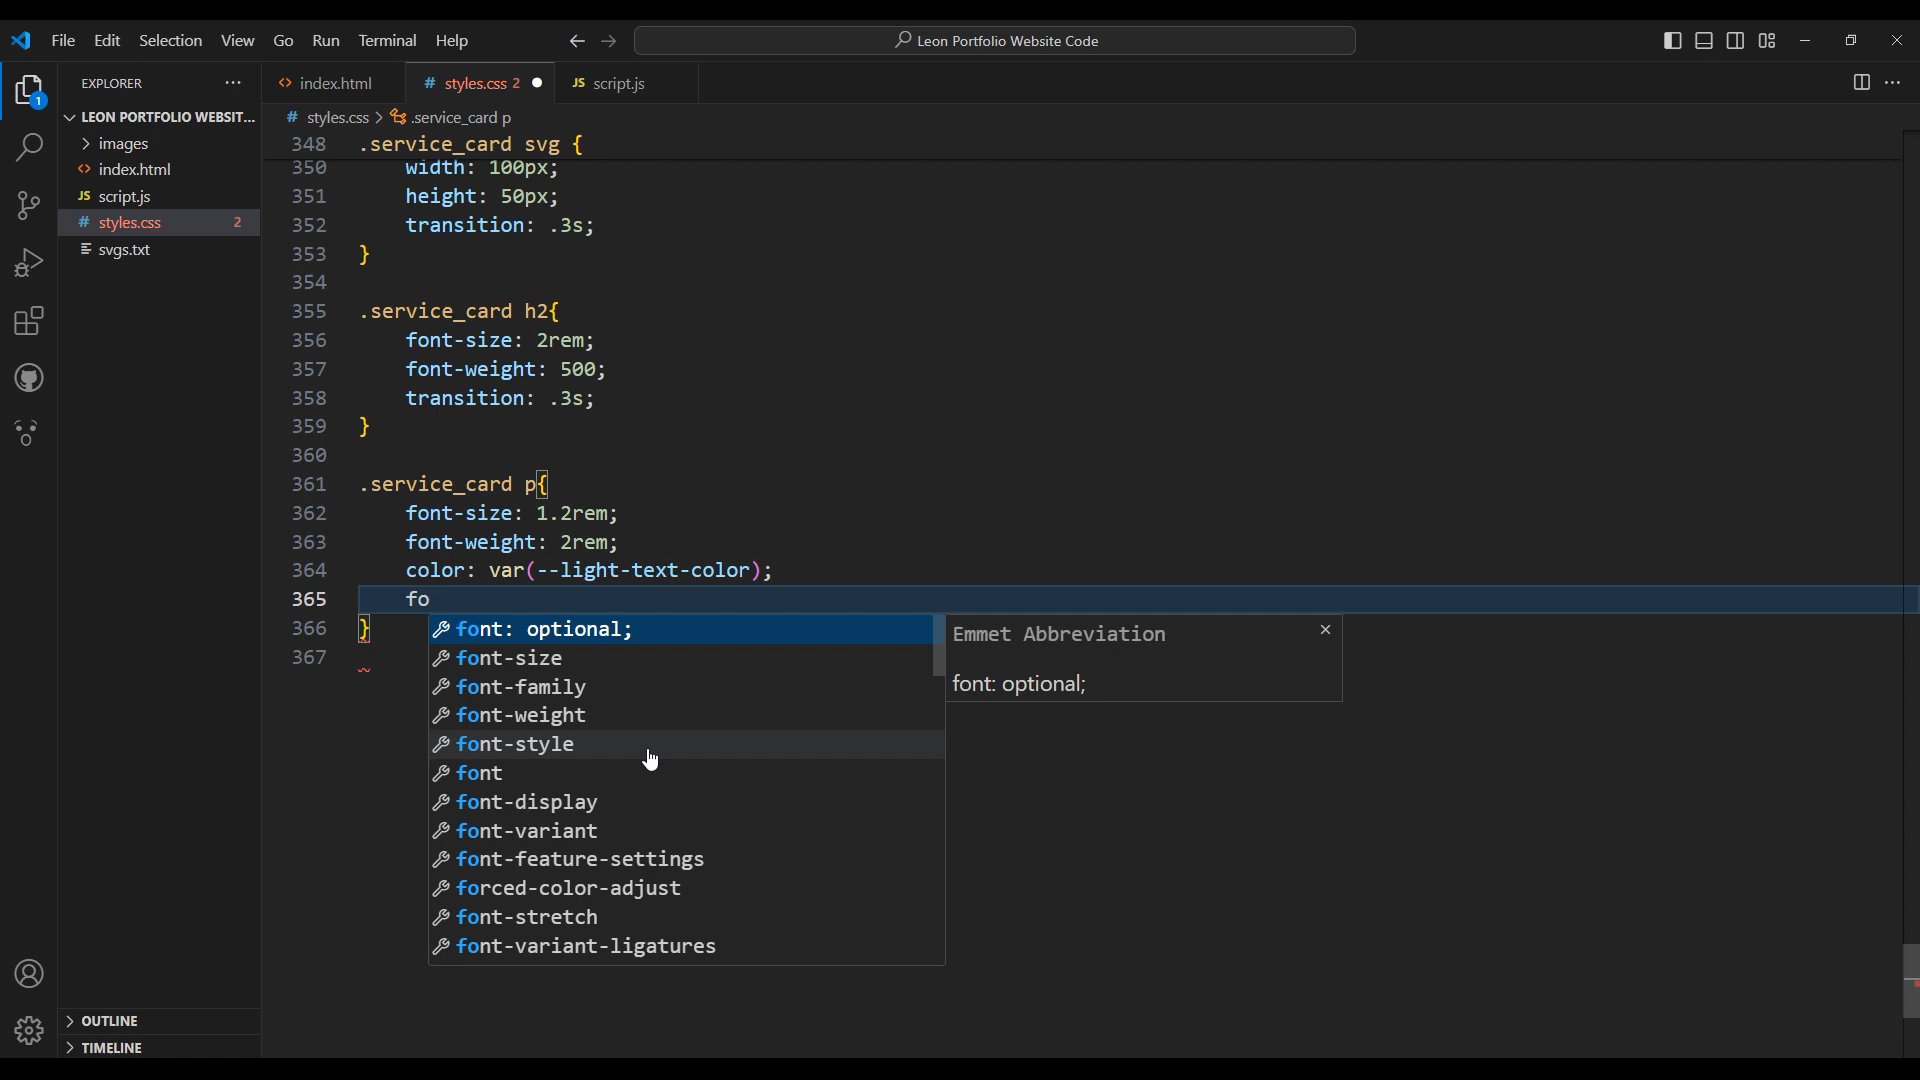 File Edit Selection View Go Run Terminal Help
Leon Portfolio Website Code
1
EXPLORER
index.html
styles.css 2
JS script.js
LEON PORTFOLIO WEBSIT...
images
index.html
JS script.js
styles.css 2
svgs.txt
OUTLINE
TIMELINE
# styles.css > .service_card p
348 .service_card svg {
350 width: 100px;
351 height: 50px;
352 transition: .3s;
353 }
354
355 .service_card h2{
356 font-size: 2rem;
357 font-weight: 500;
358 transition: .3s;
359 }
360
361 .service_card p{
362 font-size: 1.2rem;
363 font-weight: 2rem;
364 color: var(--light-text-color);
365 fo
366 }
367
font: optional;
font-size
font-family
font-weight
font-style
font
font-display
font-variant
font-feature-settings
forced-color-adjust
font-stretch
font-variant-ligatures
Emmet Abbreviation
font: optional;